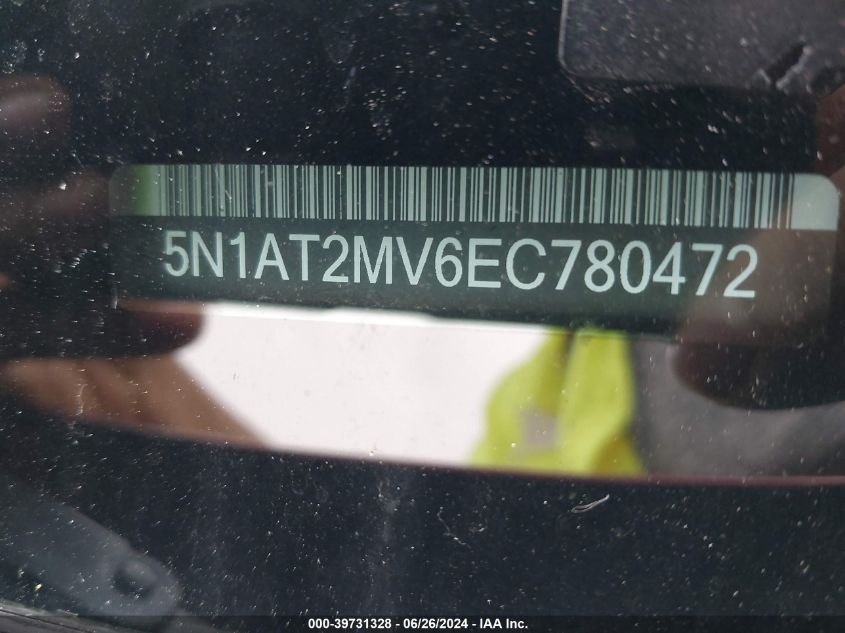 5N1AT2MV6EC780472
000-39731328 - 06/26/2024 - IAA Inc.